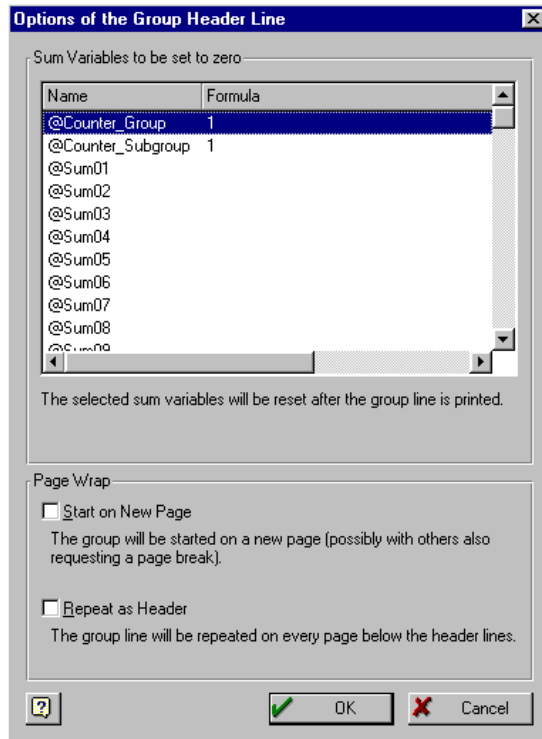 Options of the Group Header Line
Sum Variables to be set to zero
Name Formula
@Counter_Group 1
@Counter_Subgroup 1
@Sum01
@Sum02
@Sum03
@Sum04
@Sum05
@Sum06
@Sum07
@Sum08
@Sum09
The selected sum variables will be reset after the group line is printed.
Page Wrap
Start on New Page
The group will be started on a new page (possibly with others also
requesting a page break).
Repeat as Header
The group line will be repeated on every page below the header lines.
OK Cancel